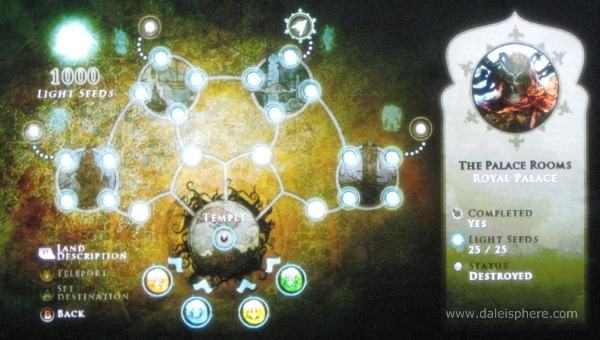 1000
LIGHT SEEDS
TEMPLE
LAND
DESCRIPTION
TELEPORT
SET
DESTINATION
B BACK
THE PALACE ROOMS
ROYAL PALACE
COMPLETED
YES
LIGHT SEEDS
25 / 25
STATUS
DESTROYED
www.daleisphere.com